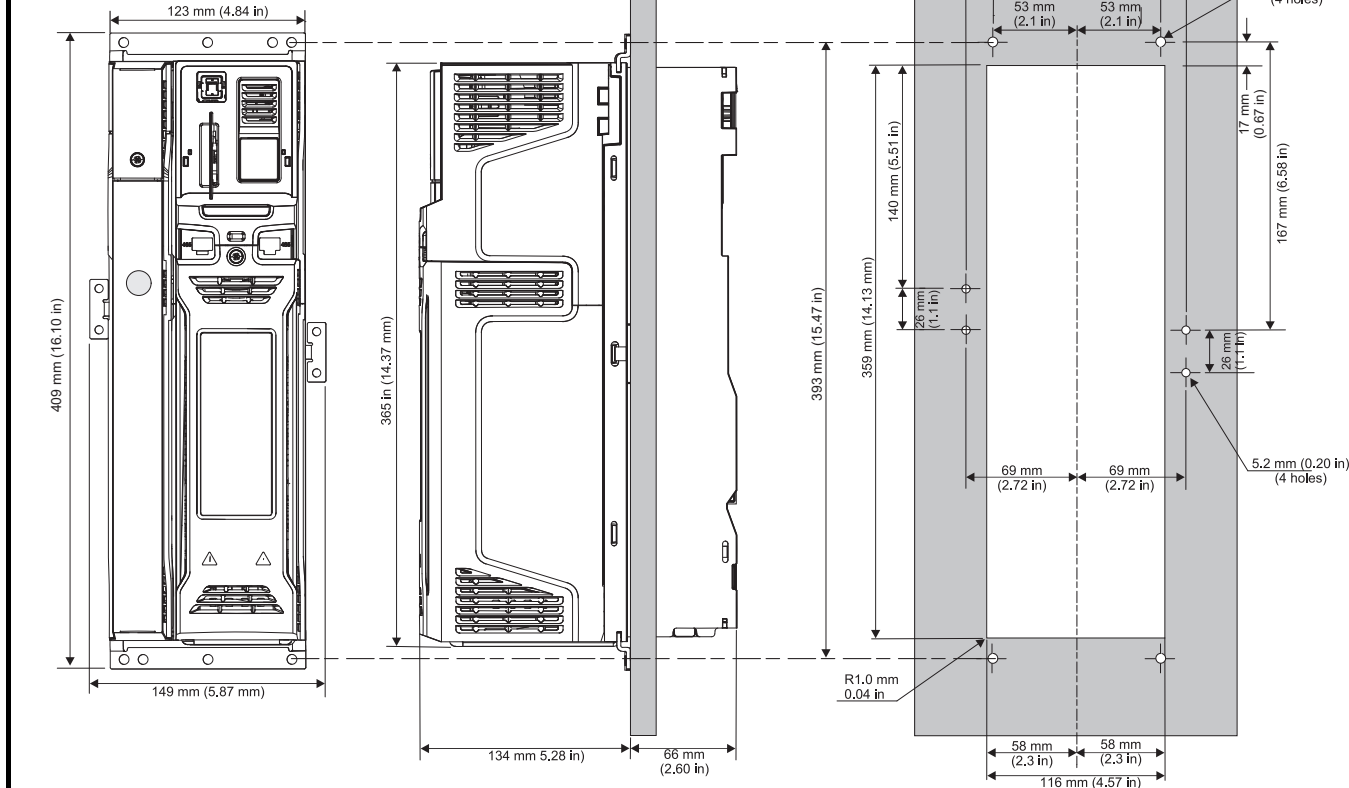 123 mm (4.84 in)
409 mm (16.10 in)
149 mm (5.87 mm)
365 in (14.37 mm)
134 mm 5.28 in)
66 mm
(2.60 in)
393 mm (15.47 in)
53 mm
(2.1 in)
53 mm
(2.1 in)
(4 holes)
17 mm
(0.67 in)
140 mm (5.51 in)
167 mm (6.58 in)
26 mm
(1.1 in)
359 mm (14.13 mm)
26 mm
(1.1 in)
69 mm
(2.72 in)
69 mm
(2.72 in)
5.2 mm (0.20 in)
(4 holes)
R1.0 mm
0.04 in
58 mm
(2.3 in)
58 mm
(2.3 in)
116 mm (4.57 in)